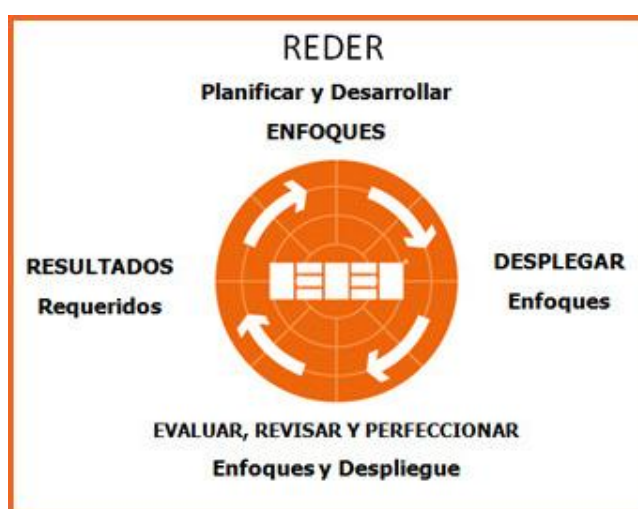 REDER
Planificar y Desarrollar
ENFOQUES
RESULTADOS
Requeridos
DESPLEGAR
Enfoques
EVALUAR, REVISAR Y PERFECCIONAR
Enfoques y Despliegue